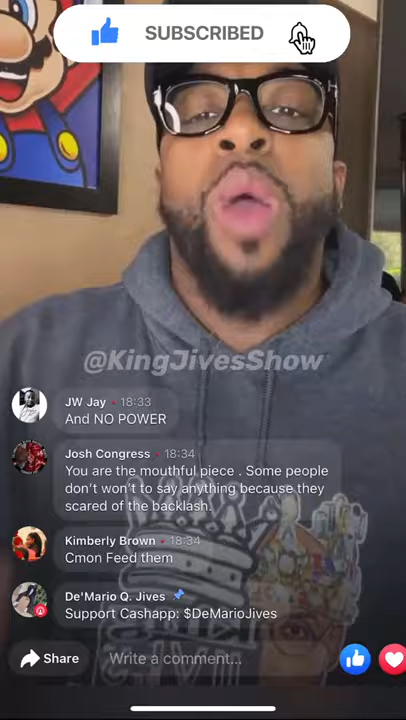 SUBSCRIBED
@KingJivesShow
JW Jay • 18:33
And NO POWER
Josh Congress • 18:34
You are the mouthful piece . Some people
don't won't to say anything because they
scared of the backlash.
Kimberly Brown • 18:34
Cmon Feed them
De'Mario Q. Jives
Support Cashapp: $DeMarioJives
Share
Write a comment...